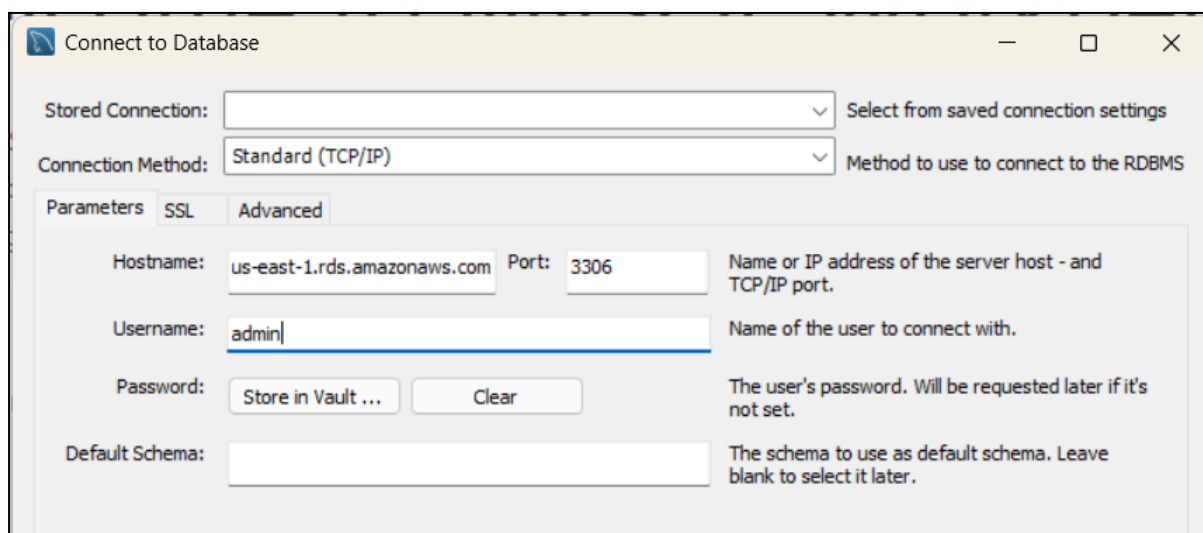 Connect to Database
Stored Connection: Select from saved connection settings
Connection Method: Standard (TCP/IP) Method to use to connect to the RDBMS
Parameters SSL Advanced
Hostname: us-east-1.rds.amazonaws.com Port: 3306 Name or IP address of the server host - and
TCP/IP port.
Username: admin Name of the user to connect with.
Password: Store in Vault ... Clear The user's password. Will be requested later if it's
not set.
Default Schema: The schema to use as default schema. Leave
blank to select it later.